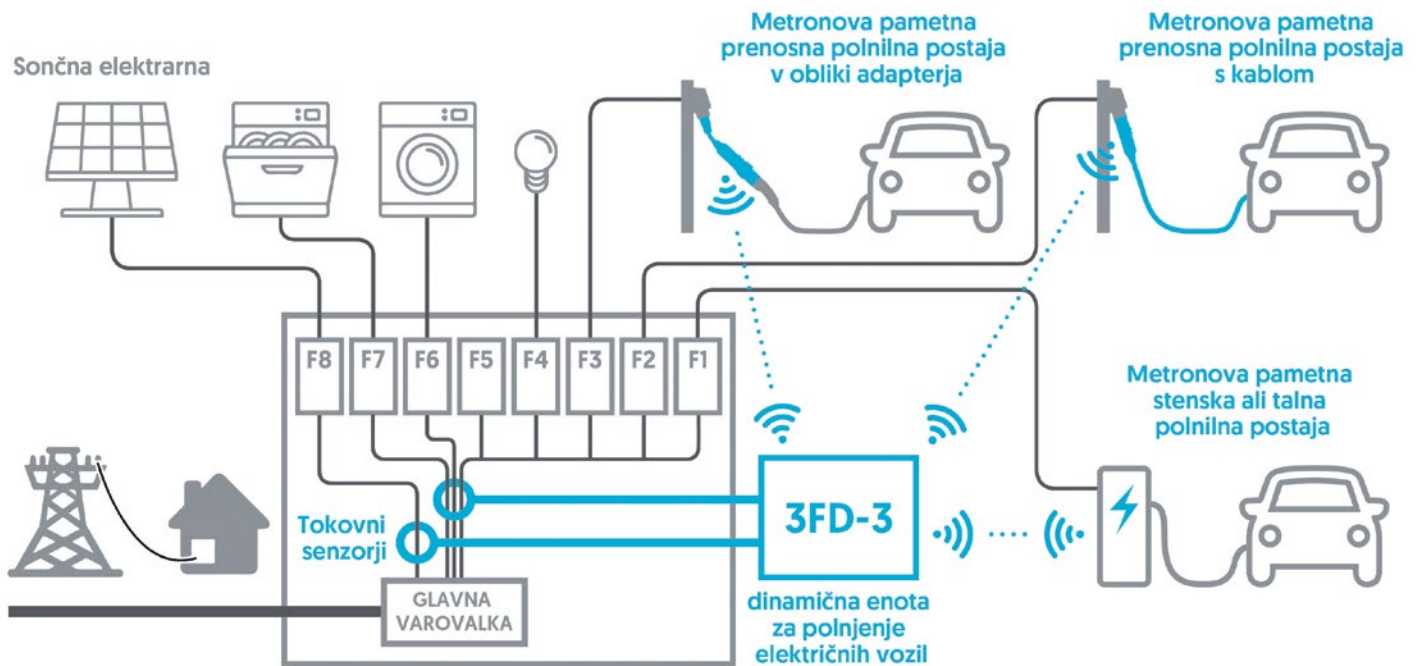 Sončna elektrarna
Metronova pametna
prenosna polnilna postaja
v obliki adapterja
Metronova pametna
prenosna polnilna postaja
s kablom
F8
F7
F6
F5
F4
F3
F2
F1
Metronova pametna
stenska ali talna
polnilna postaja
Tokovni
senzorji
3FD-3
GLAVNA
VAROVALKA
dinamična enota
za polnjenje
električnih vozil